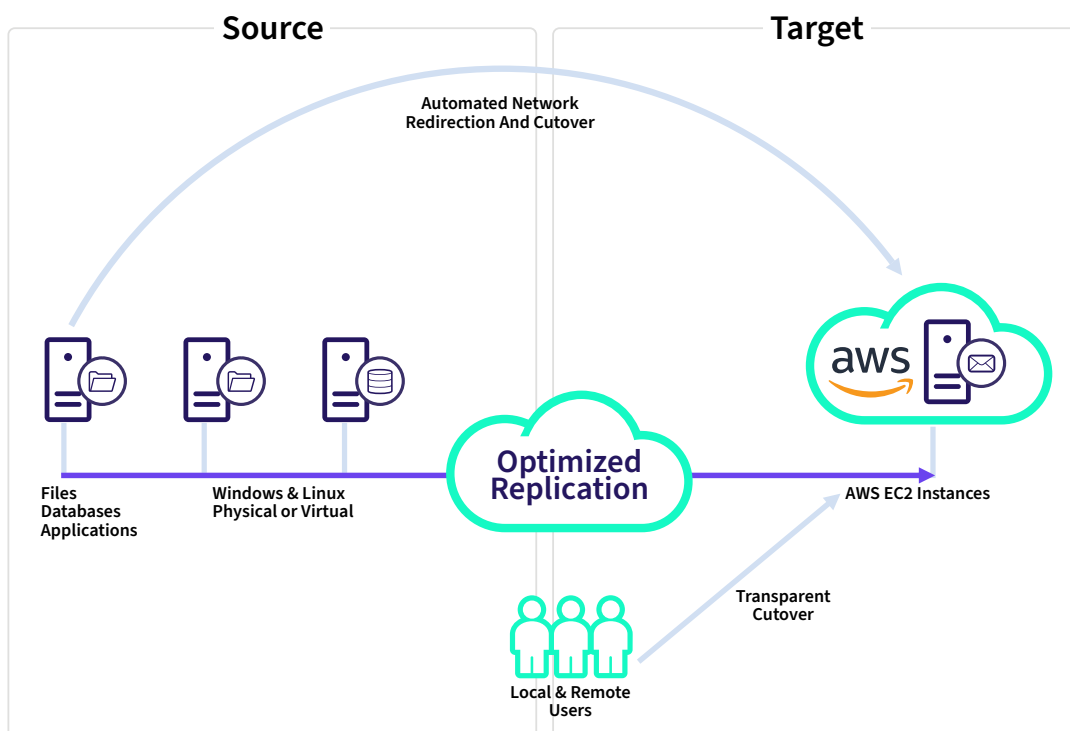 Source
Target
Automated Network
Redirection And Cutover
aws
Optimized
Replication
Files
Databases
Applications
Windows & Linux
Physical or Virtual
AWS EC2 Instances
Transparent
Cutover
Local & Remote
Users